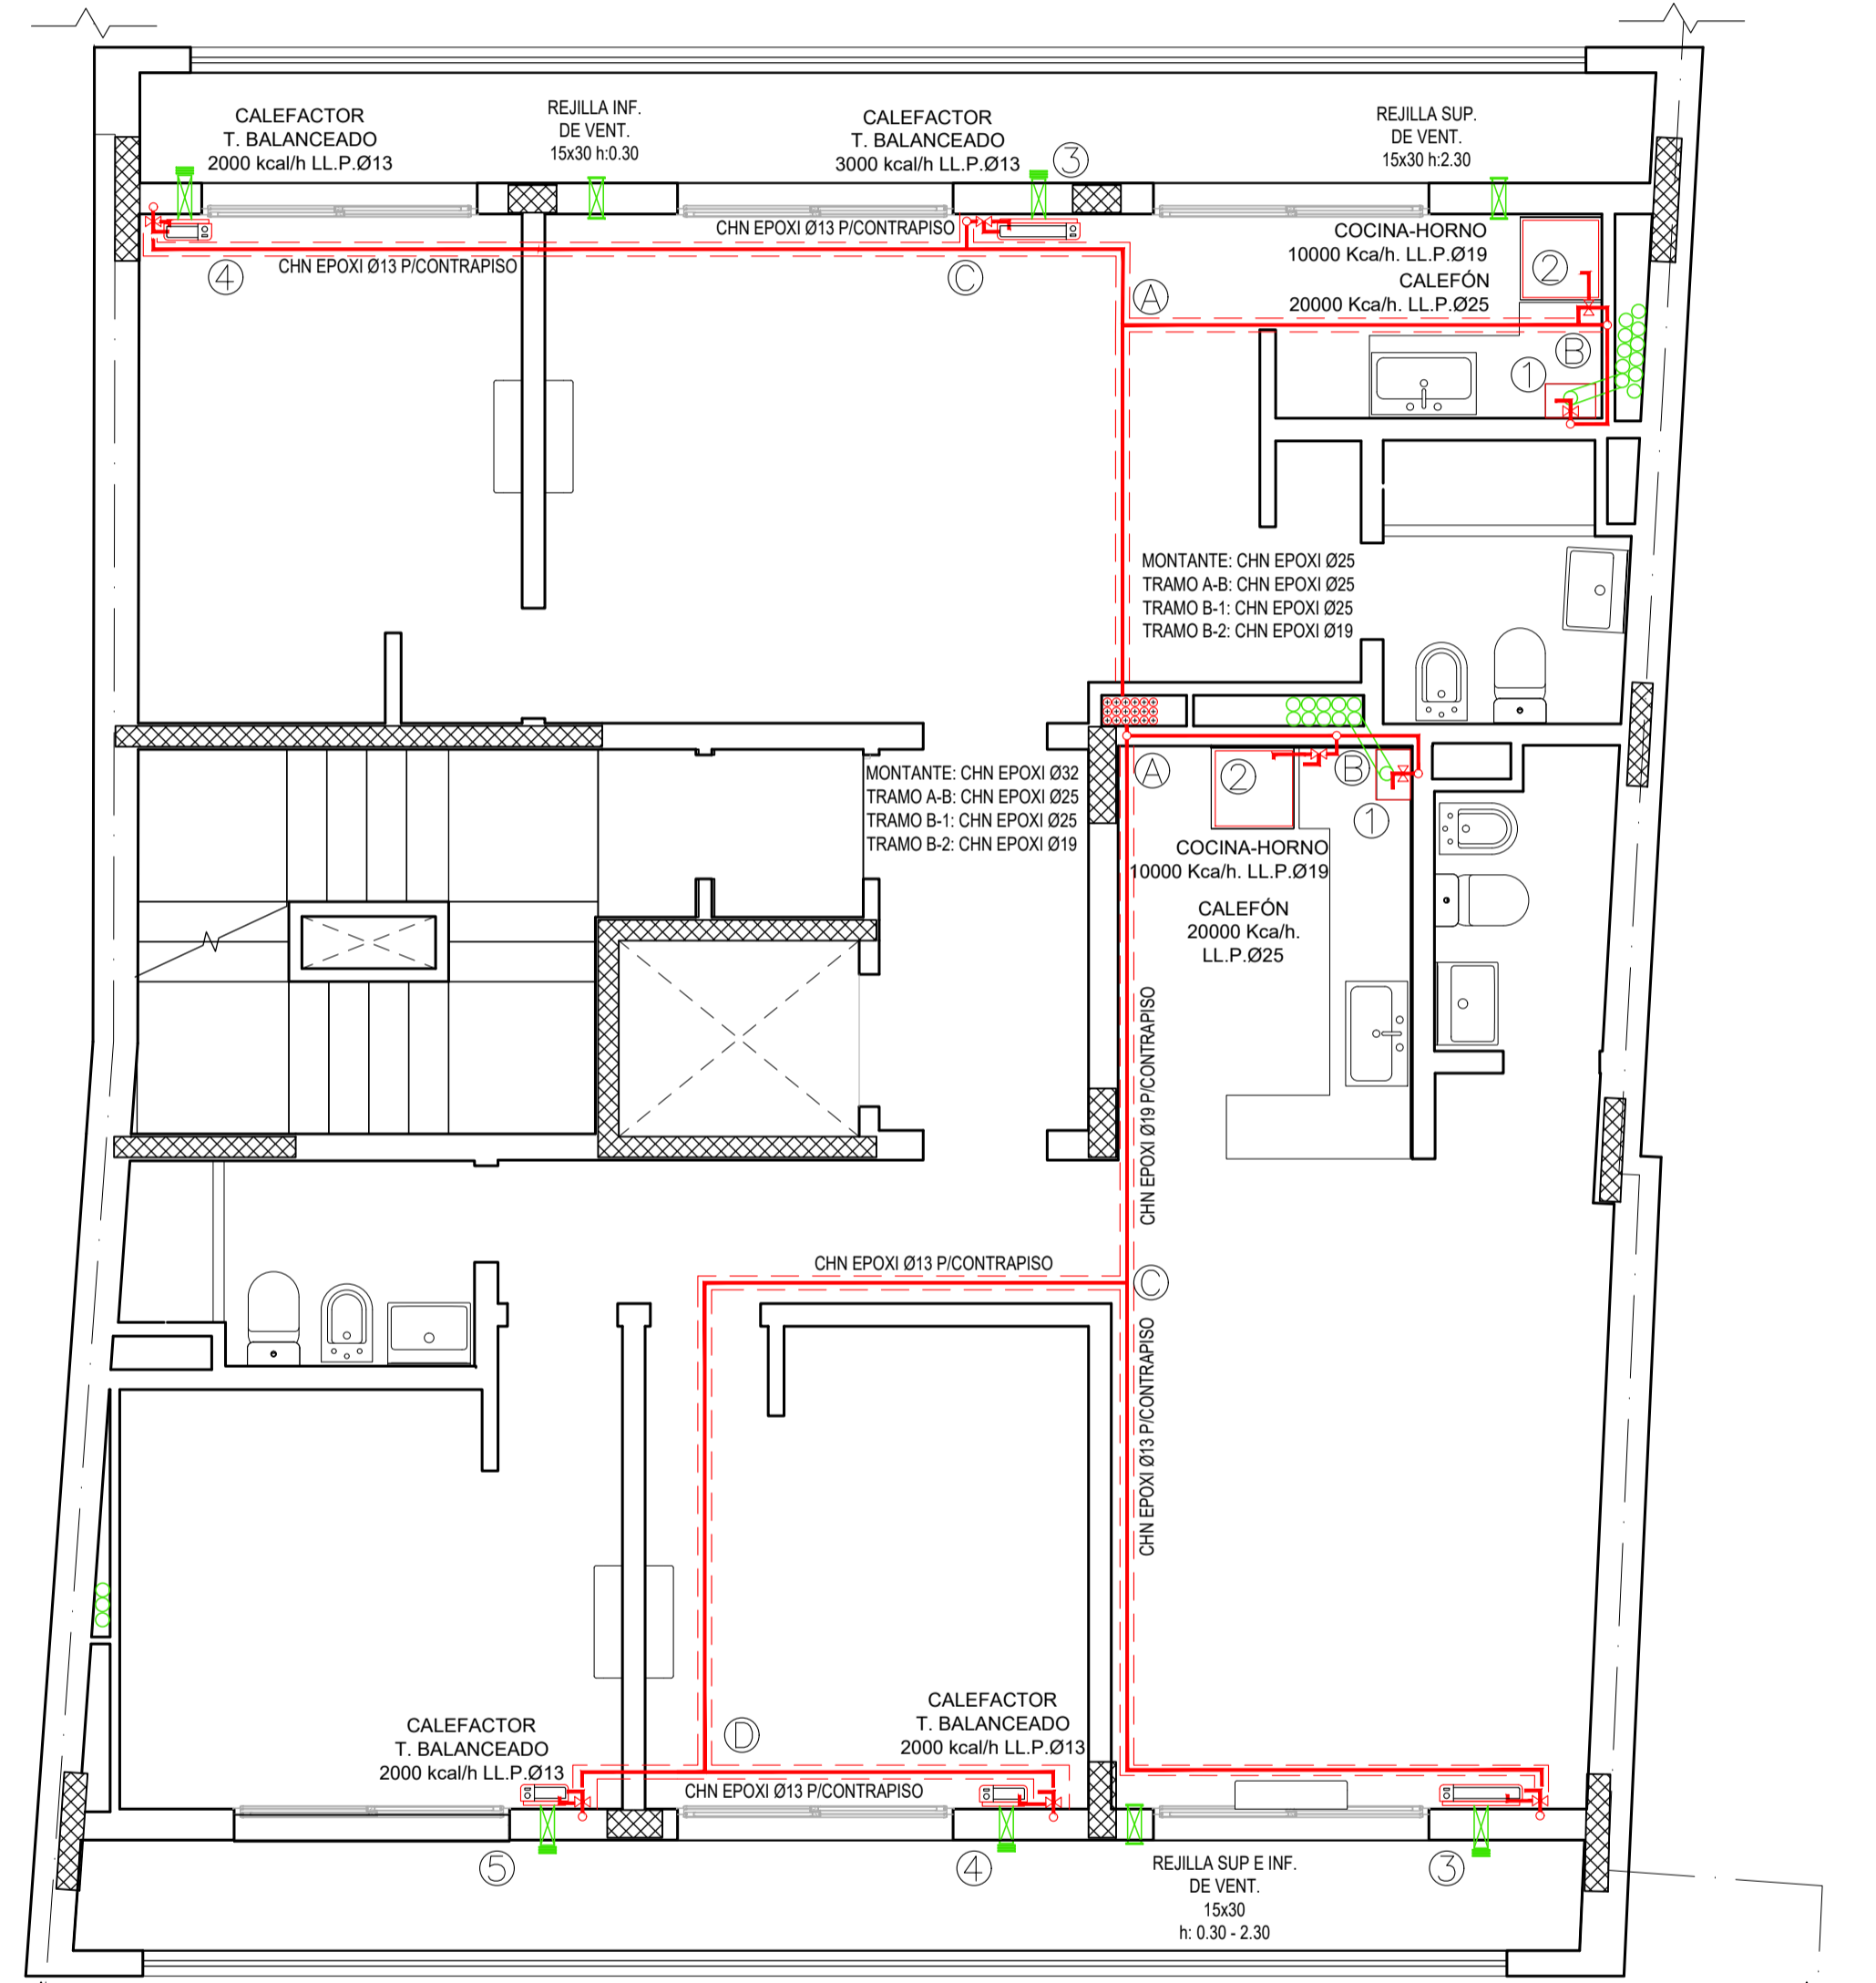 CALEFACTOR
T. BALANCEADO
2000 kcal/h LL.P.Ø13
REJILLA INF.
DE VENT.
15x30 h:0.30
CALEFACTOR
T. BALANCEADO
3000 kcal/h LL.P.Ø13
3
REJILLA SUP.
DE VENT.
15x30 h:2.30
CHN EPOXI Ø13 P/CONTRAPISO
CHN EPOXI Ø13 P/CONTRAPISO
4
C
A
COCINA-HORNO
10000 Kca/h. LL.P.Ø19
CALEFÓN
20000 Kca/h. LL.P.Ø25
2
B
1
MONTANTE: CHN EPOXI Ø25
TRAMO A-B: CHN EPOXI Ø25
TRAMO B-1: CHN EPOXI Ø25
TRAMO B-2: CHN EPOXI Ø19
MONTANTE: CHN EPOXI Ø32
TRAMO A-B: CHN EPOXI Ø25
TRAMO B-1: CHN EPOXI Ø25
TRAMO B-2: CHN EPOXI Ø19
A
2
B
1
COCINA-HORNO
10000 Kca/h. LL.P.Ø19
CALEFÓN
20000 Kca/h.
LL.P.Ø25
CHN EPOXI Ø19 P/CONTRAPISO
CHN EPOXI Ø13 P/CONTRAPISO
C
CHN EPOXI Ø13 P/CONTRAPISO
CALEFACTOR
T. BALANCEADO
2000 kcal/h LL.P.Ø13
D
CALEFACTOR
T. BALANCEADO
2000 kcal/h LL.P.Ø13
CHN EPOXI Ø13 P/CONTRAPISO
5
4
REJILLA SUP E INF.
DE VENT.
15x30
h: 0.30 - 2.30
3